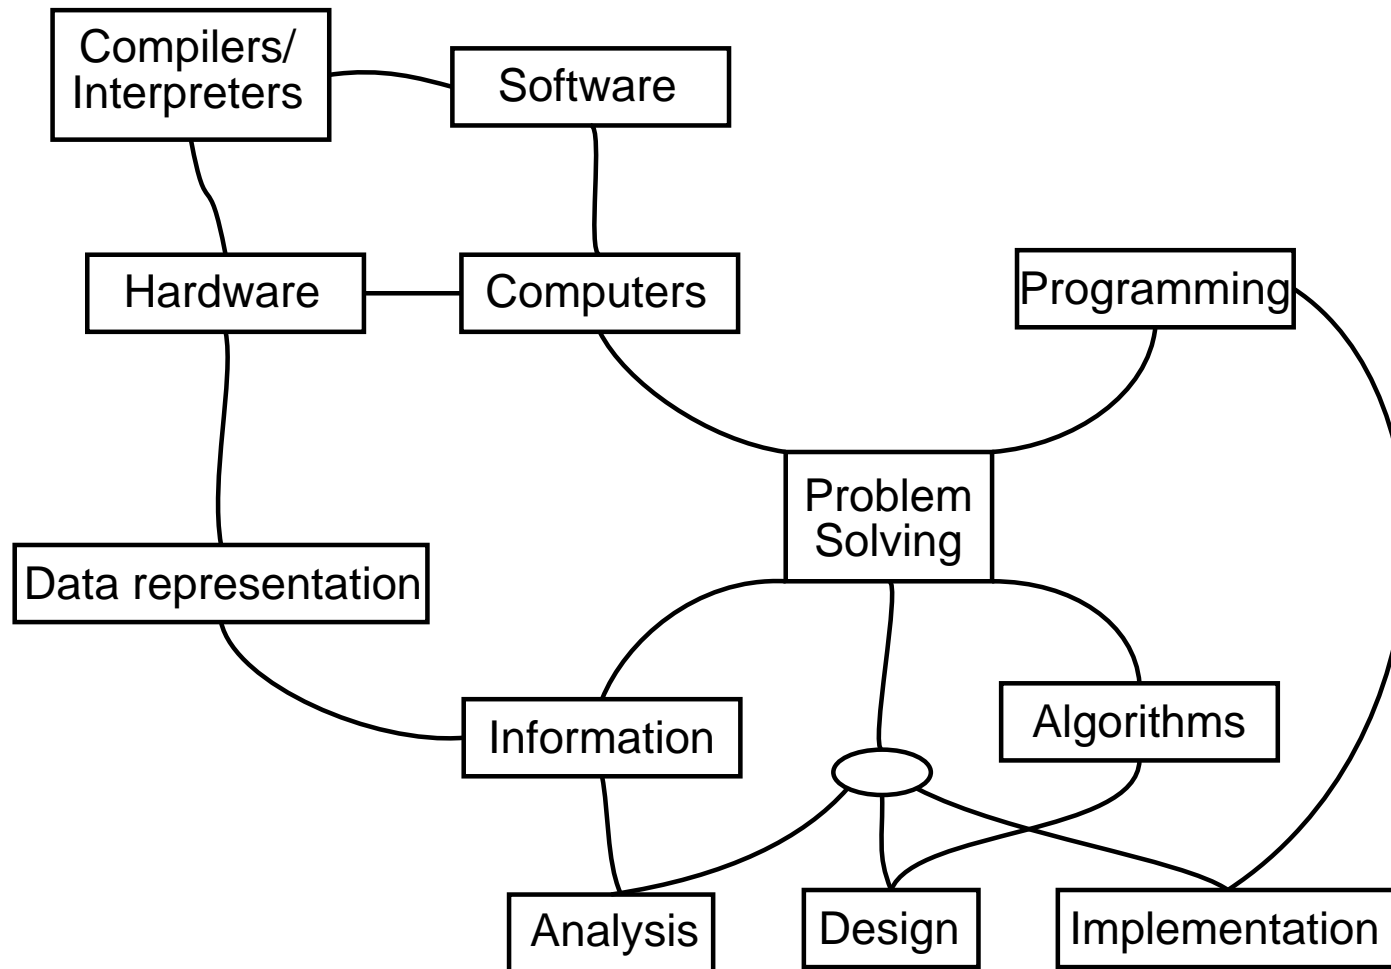 Compilers/
Interpreters
Software
Hardware
Computers
Programming
Problem
Solving
Data representation
Information
Algorithms
Analysis
Design
Implementation